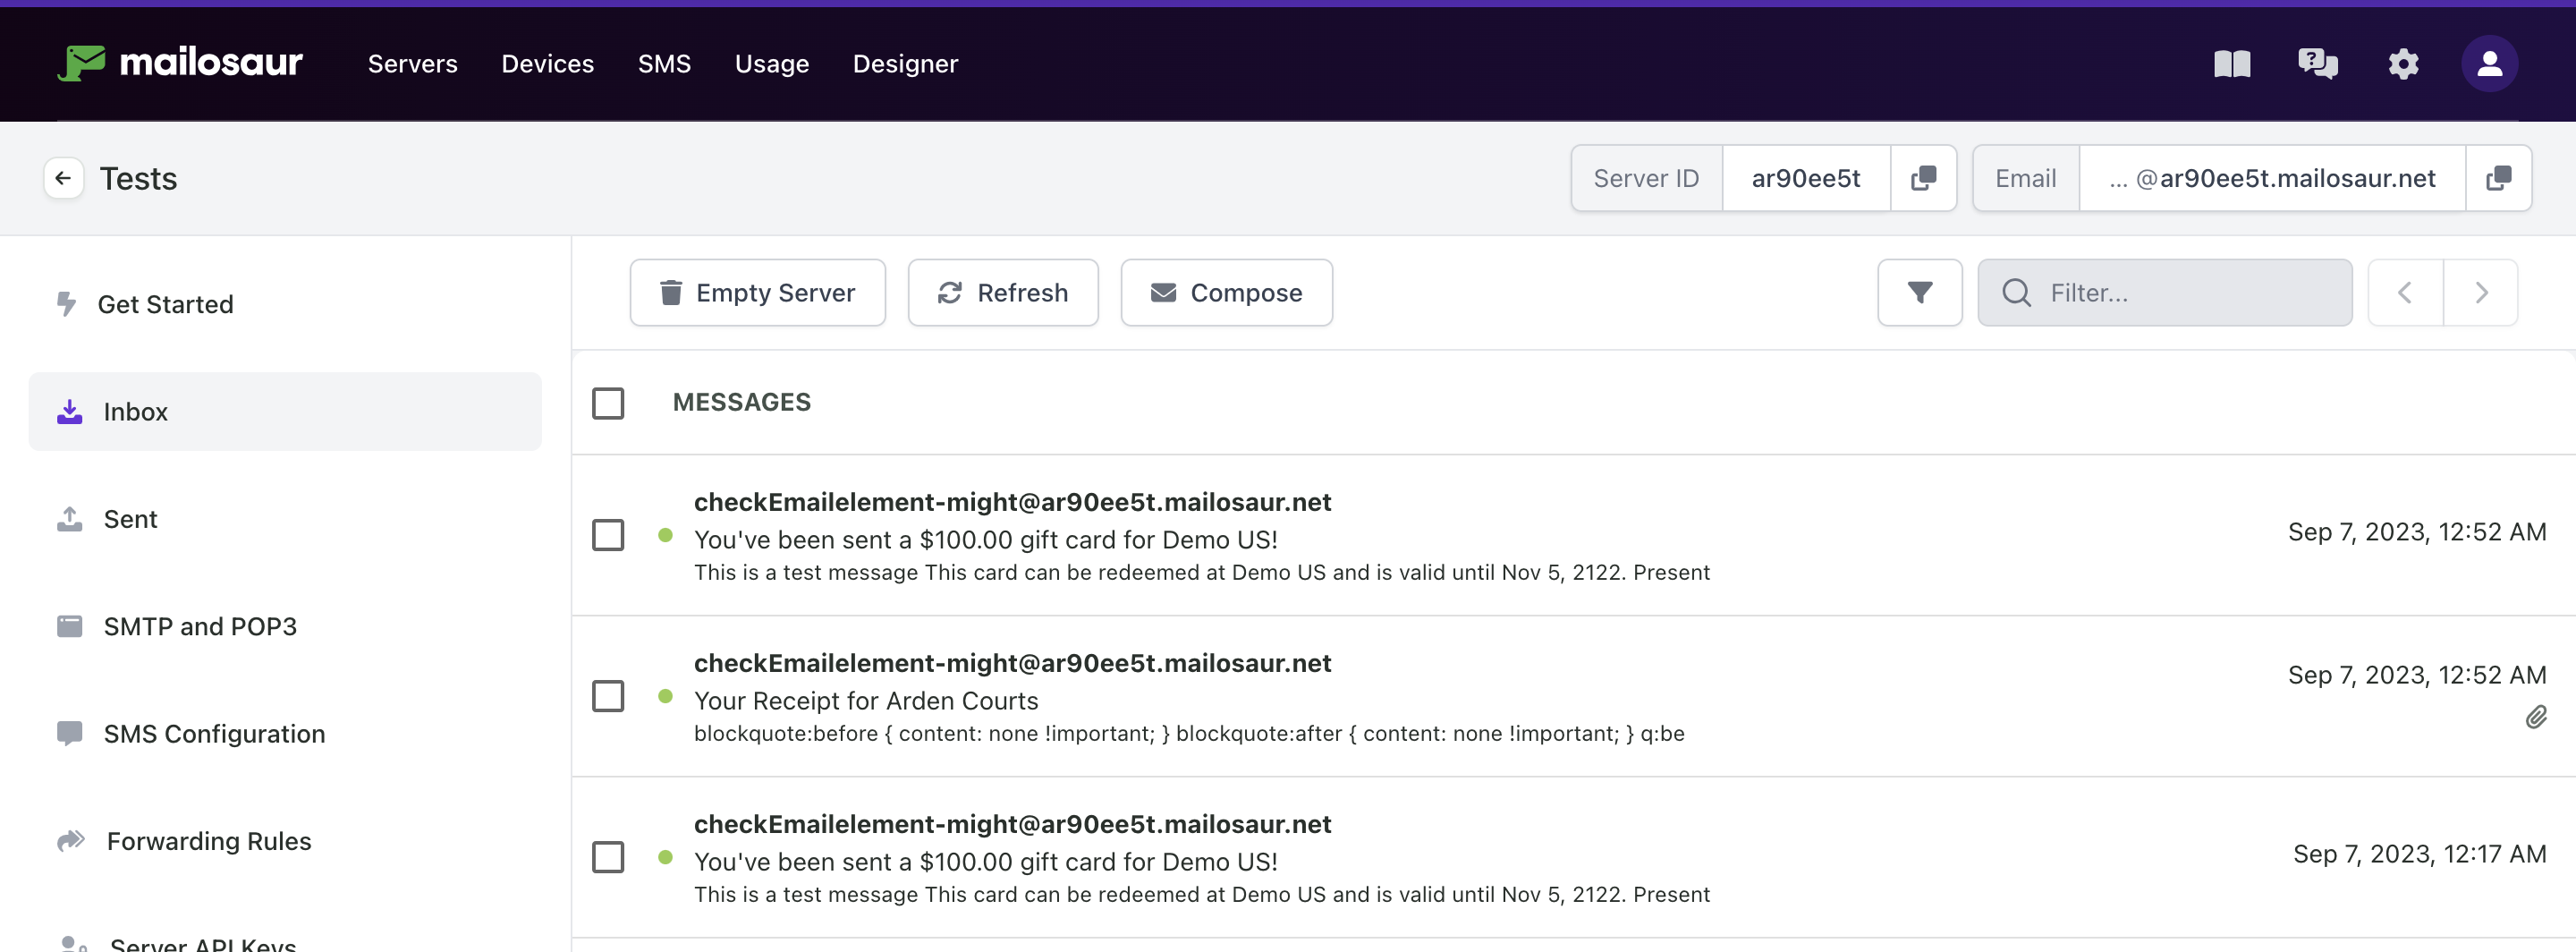 mailosaur Servers Devices SMS Usage Designer
Tests Server ID ar90ee5t Email ... @ar90ee5t.mailosaur.net
Get Started
Inbox
Sent
SMTP and POP3
SMS Configuration
Forwarding Rules
Server API Keys
Empty Server Refresh Compose Filter...
MESSAGES
checkEmailelement-might@ar90ee5t.mailosaur.net
You've been sent a $100.00 gift card for Demo US!
This is a test message This card can be redeemed at Demo US and is valid until Nov 5, 2122. Present
Sep 7, 2023, 12:52 AM
checkEmailelement-might@ar90ee5t.mailosaur.net
Your Receipt for Arden Courts
blockquote:before { content: none !important; } blockquote:after { content: none !important; } q:be
Sep 7, 2023, 12:52 AM
checkEmailelement-might@ar90ee5t.mailosaur.net
You've been sent a $100.00 gift card for Demo US!
This is a test message This card can be redeemed at Demo US and is valid until Nov 5, 2122. Present
Sep 7, 2023, 12:17 AM